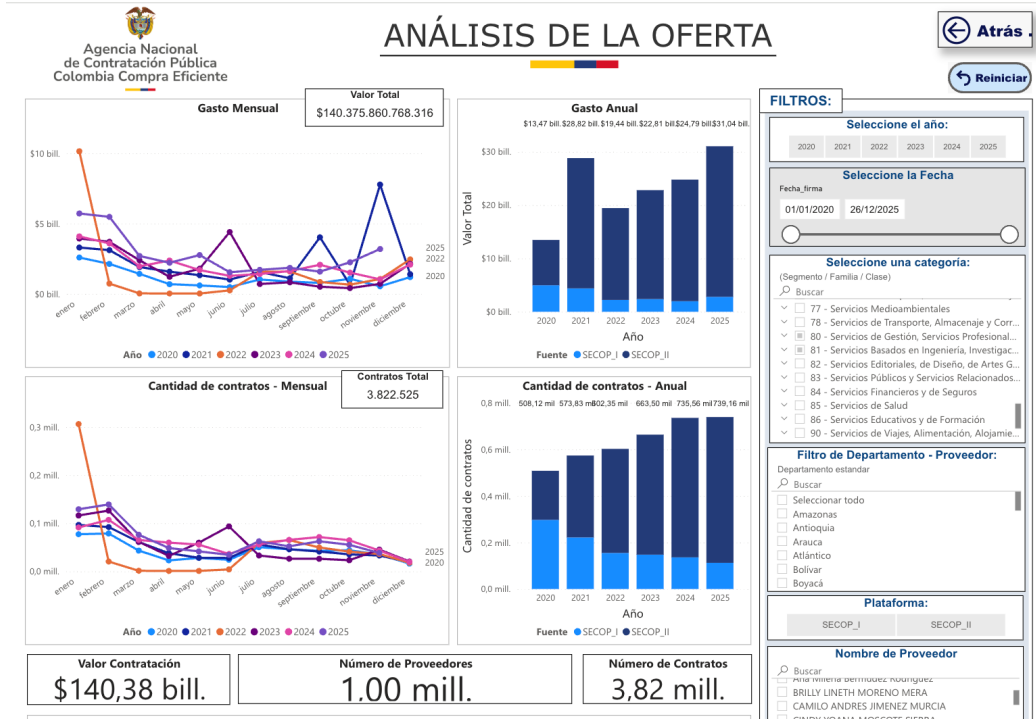 Agencia Nacional
de Contratación Pública
Colombia Compra Eficiente
ANÁLISIS DE LA OFERTA
Atrás .
Reiniciar
Gasto Mensual
Valor Total
$140.375.860.768.316
$10 bill.
$5 bill.
$0 bill.
enero
febrero
marzo
abril
mayo
junio
julio
agosto
septiembre
octubre
noviembre
diciembre
2025
2022
2020
Año 2020 2021 2022 2023 2024 2025
Gasto Anual
$13,47 bill. $28,82 bill. $19,44 bill. $22,81 bill. $24,79 bill. $31,04 bill.
Valor Total
$30 bill.
$20 bill.
$10 bill.
$0 bill.
2020 2021 2022 2023 2024 2025
Año
Fuente SECOP_I SECOP_II
Cantidad de contratos - Mensual
Contratos Total
3.822.525
0,3 mill.
0,2 mill.
0,1 mill.
0,0 mill.
enero
febrero
marzo
abril
mayo
junio
julio
agosto
septiembre
octubre
noviembre
diciembre
2025
2020
Año 2020 2021 2022 2023 2024 2025
Cantidad de contratos - Anual
508,12 mil 573,83 mil 602,35 mil 663,50 mil 735,56 mil 739,16 mil
Cantidad de contratos
0,8 mill.
0,6 mill.
0,4 mill.
0,2 mill.
0,0 mill.
2020 2021 2022 2023 2024 2025
Año
Fuente SECOP_I SECOP_II
Valor Contratación
$140,38 bill.
Número de Proveedores
1,00 mill.
Número de Contratos
3,82 mill.
FILTROS:
Seleccione el año:
2020 2021 2022 2023 2024 2025
Seleccione la Fecha
Fecha_firma
01/01/2020 26/12/2025
Seleccione una categoría:
(Segmento / Familia / Clase)
Buscar
77 - Servicios Medioambientales
78 - Servicios de Transporte, Almacenaje y Corr...
80 - Servicios de Gestión, Servicios Profesional...
81 - Servicios Basados en Ingeniería, Investigac...
82 - Servicios Editoriales, de Diseño, de Artes G...
83 - Servicios Públicos y Servicios Relacionados...
84 - Servicios Financieros y de Seguros
85 - Servicios de Salud
86 - Servicios Educativos y de Formación
90 - Servicios de Viajes, Alimentación, Alojamie...
Filtro de Departamento - Proveedor:
Departamento estandar
Buscar
Seleccionar todo
Amazonas
Antioquia
Arauca
Atlántico
Bolívar
Boyacá
Plataforma:
SECOP_I SECOP_II
Nombre de Proveedor
Buscar
Ana Milena Bermudez Rodriguez
BRILLY LINETH MORENO MERA
CAMILO ANDRES JIMENEZ MURCIA